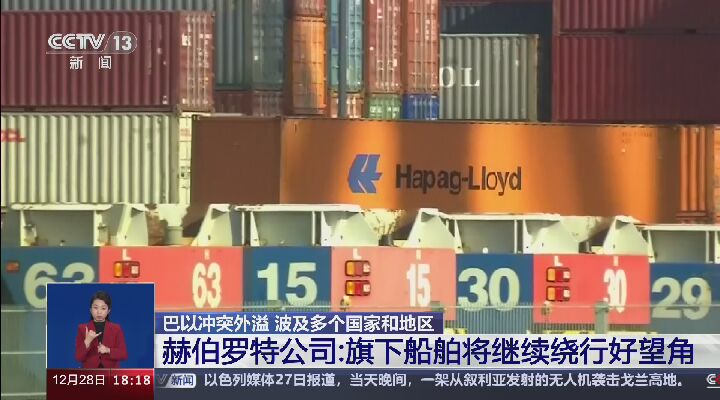 CCTV 13
新闻
OL
Hapag-Lloyd
63
63
15
15
30
30
29
巴以冲突外溢 波及多个国家和地区
赫伯罗特公司:旗下船舶将继续绕行好望角
12月28日 18:18 新闻 以色列媒体27日报道，当天晚间，一架从叙利亚发射的无人机袭击戈兰高地。